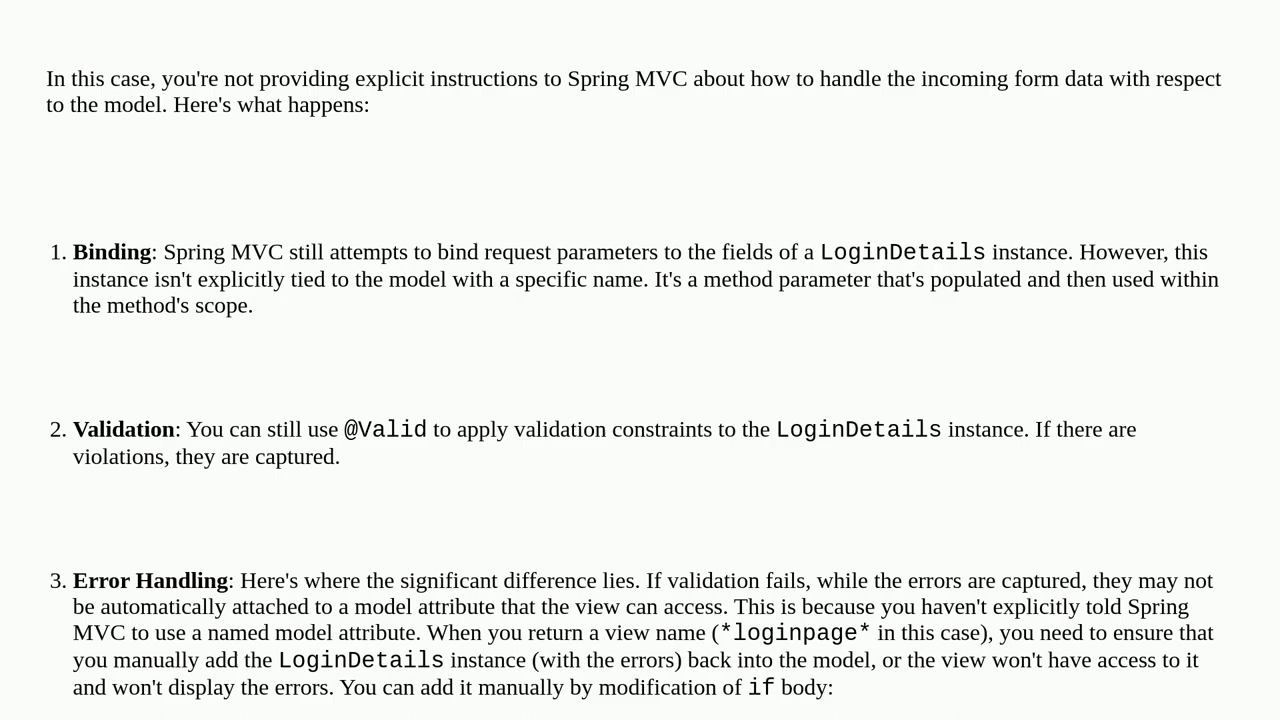 In this case, you're not providing explicit instructions to Spring MVC about how to handle the incoming form data with respect
to the model. Here's what happens:
1. Binding: Spring MVC still attempts to bind request parameters to the fields of a LoginDetails instance. However, this
instance isn't explicitly tied to the model with a specific name. It's a method parameter that's populated and then used within
the method's scope.
2. Validation: You can still use @Valid to apply validation constraints to the LoginDetails instance. If there are
violations, they are captured.
3. Error Handling: Here's where the significant difference lies. If validation fails, while the errors are captured, they may not
be automatically attached to a model attribute that the view can access. This is because you haven't explicitly told Spring
MVC to use a named model attribute. When you return a view name (*loginpage* in this case), you need to ensure that
you manually add the LoginDetails instance (with the errors) back into the model, or the view won't have access to it
and won't display the errors. You can add it manually by modification of if body: